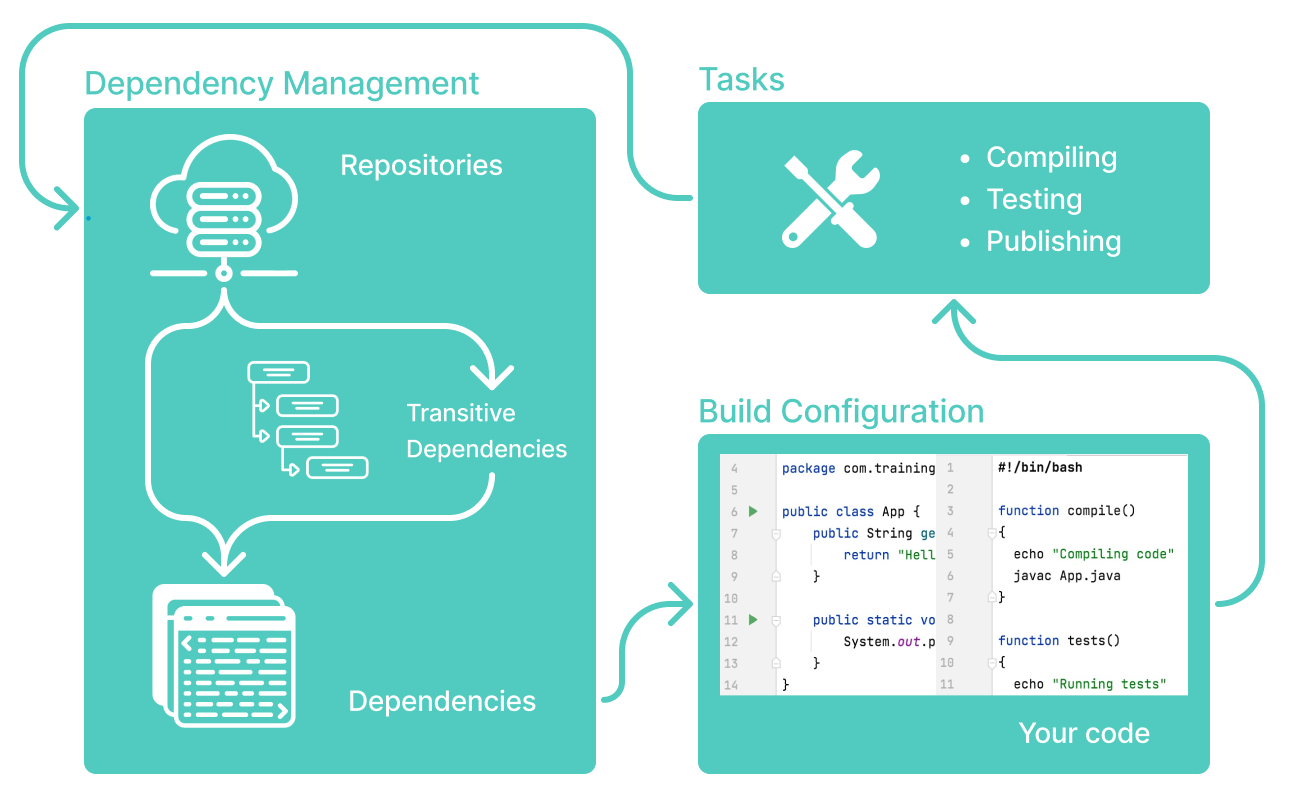 Dependency Management
Repositories
Transitive
Dependencies
Dependencies
Tasks
• Compiling
• Testing
• Publishing
Build Configuration
4 package com.training
5
6 public class App {
7 public String ge
8 return "Hell
9 }
10
11 public static vo
12 System.out.p
13 }
14 }
1 #!/bin/bash
2
3 function compile()
4 {
5 echo "Compiling code"
6 javac App.java
7 }
8
9 function tests()
10 {
11 echo "Running tests"
Your code